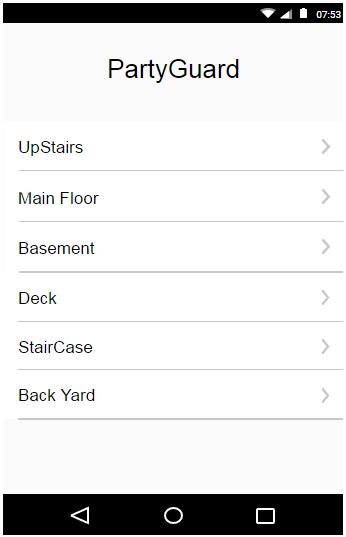 07:53
PartyGuard
UpStairs
Main Floor
Basement
Deck
StairCase
Back Yard